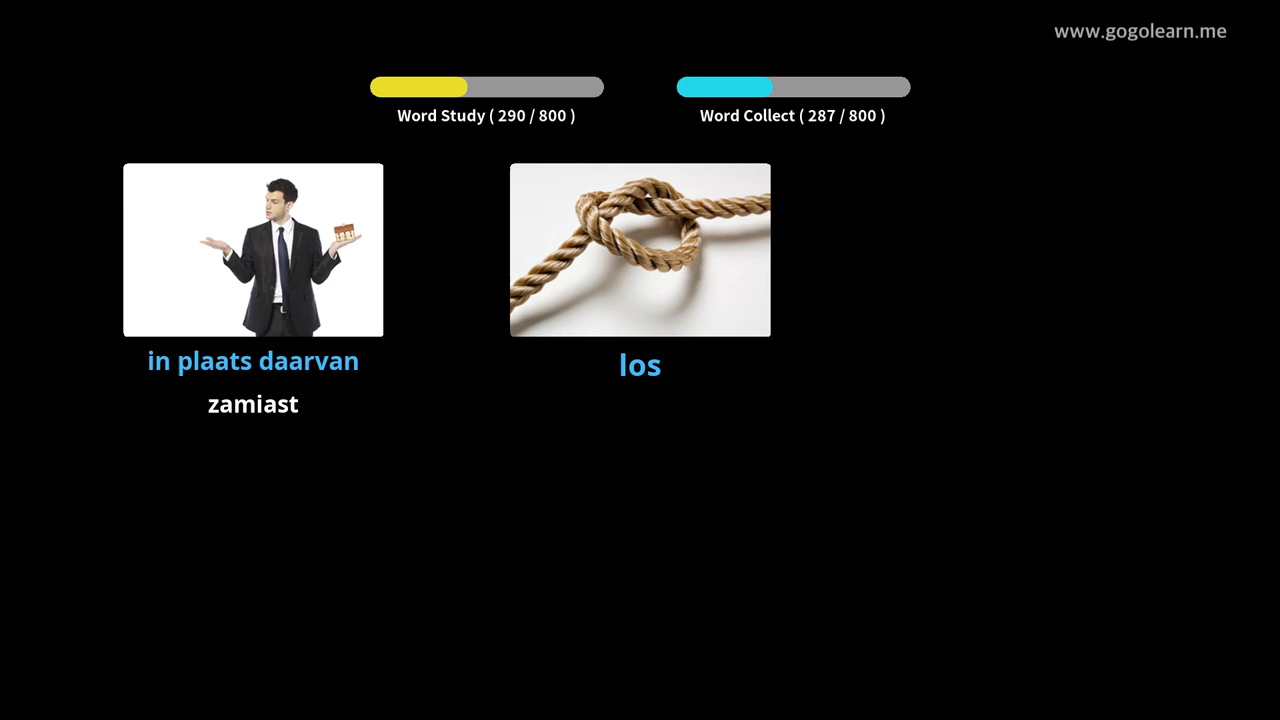 www.gogolearn.me
Word Study ( 290 / 800 )
Word Collect ( 287 / 800 )
in plaats daarvan
zamiast
los